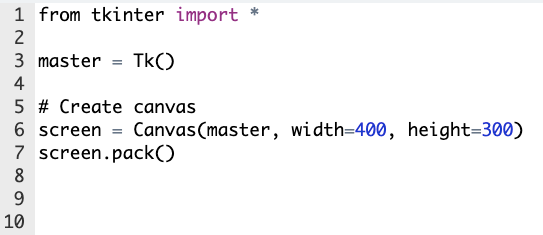 1 from tkinter import *
2
3 master = Tk()
4
5 # Create canvas
6 screen = Canvas(master, width=400, height=300)
7 screen.pack()
8
9
10